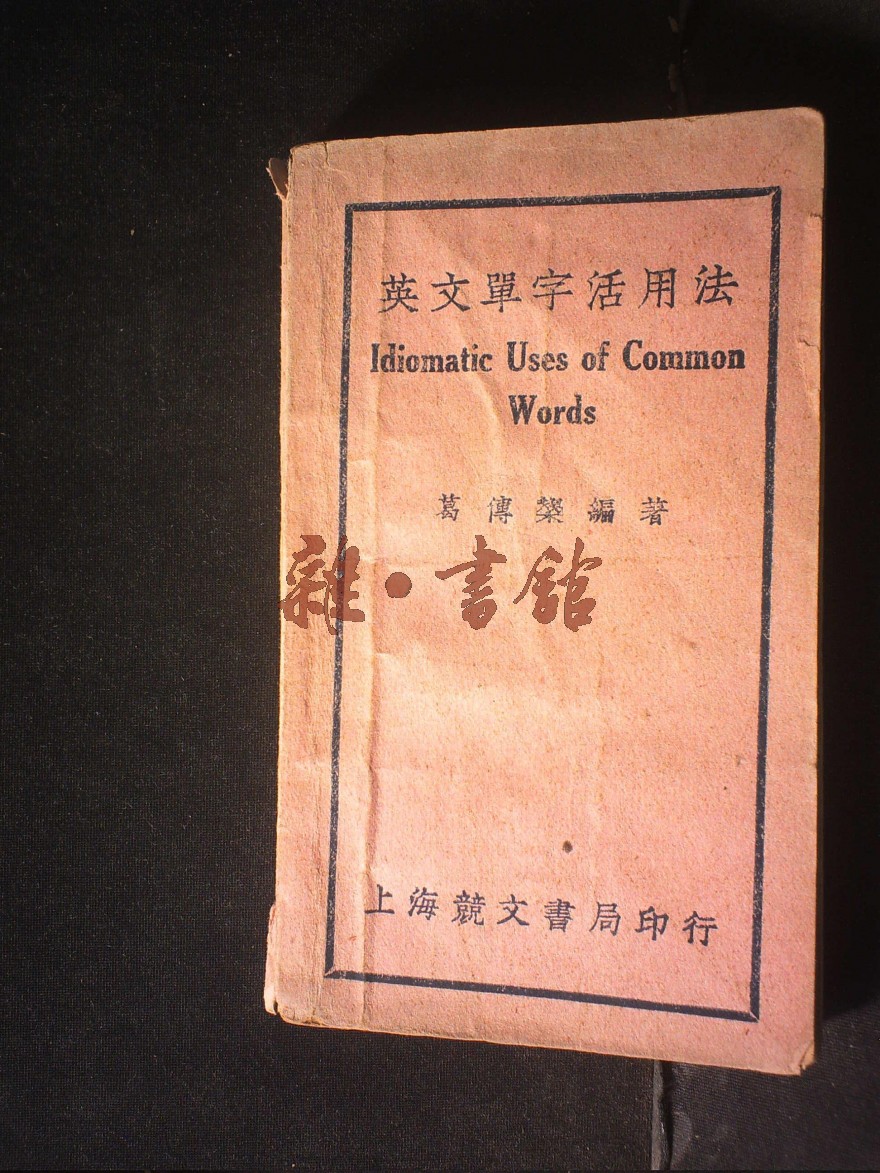 英文單字活用法
Idiomatic Uses of Common
Words
葛傳槼編著
雜·書館
上海競文書局印行